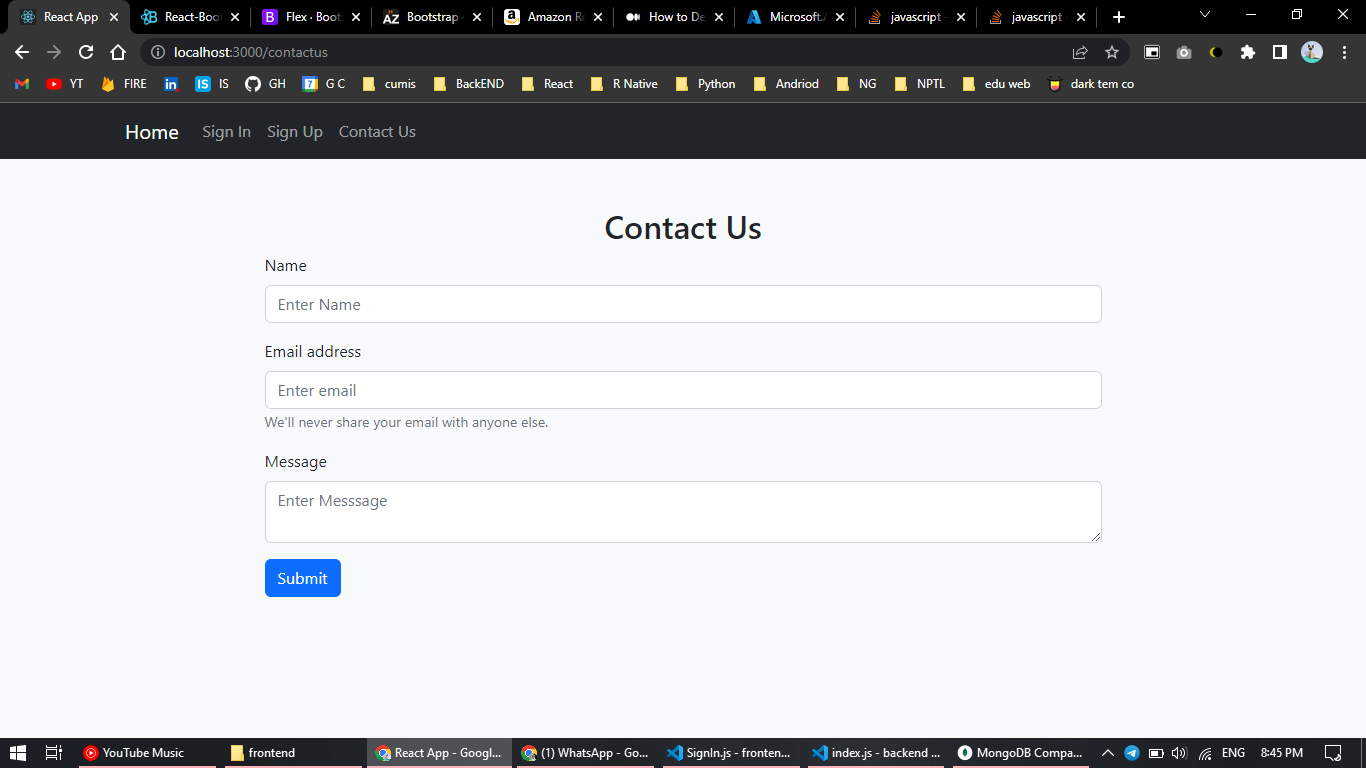 React App
React-Boot
Flex · Boots
Bootstrap
Amazon Re
How to De
Microsoft.A
javascript -
javascript -
localhost:3000/contactus
YT FIRE IS GH G C cumis BackEND React R Native Python Andriod NG NPTL edu web dark tem co
Home Sign In Sign Up Contact Us
Contact Us
Name
Enter Name
Email address
Enter email
We'll never share your email with anyone else.
Message
Enter Messsage
Submit
YouTube Music frontend React App - Googl... (1) WhatsApp - Go... SignIn.js - fronten... index.js - backend ... MongoDB Compa... ENG 8:45 PM